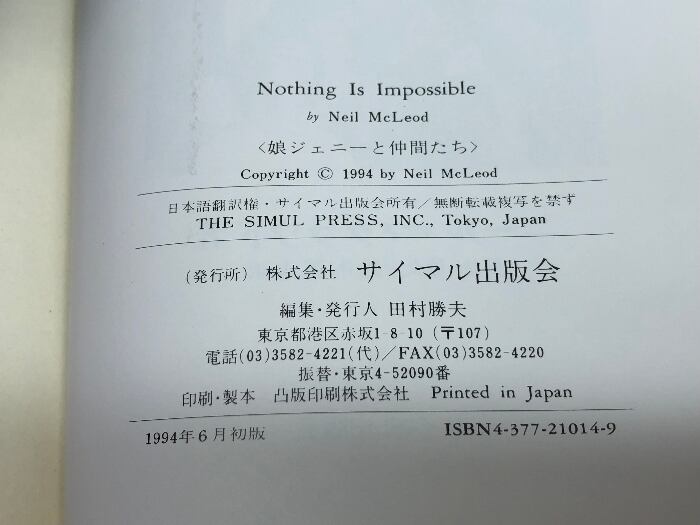 Nothing Is Impossible
by Neil McLeod
〈娘ジェニーと仲間たち〉
Copyright © 1994 by Neil McLeod
日本語翻訳権・サイマル出版会所有／無断転載複写を禁ず
THE SIMUL PRESS, INC., Tokyo, Japan
(発行所) 株式会社 サイマル出版会
編集・発行人 田村勝夫
東京都港区赤坂1-8-10 (〒107)
電話(03)3582-4221(代)／FAX(03)3582-4220
振替・東京4-52090番
印刷・製本 凸版印刷株式会社 Printed in Japan
1994年6月初版 ISBN4-377-21014-9